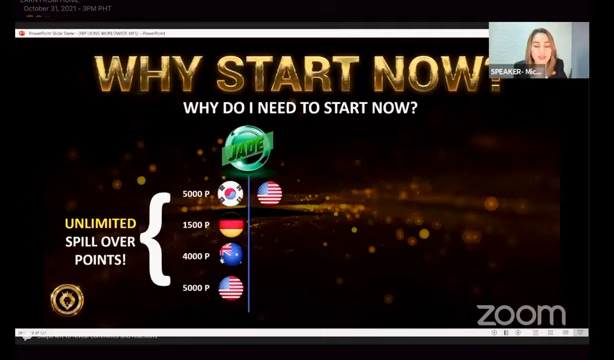 October 31, 2021 - 3PM PHT
WHY START NOW?
SPEAKER- Mic...
WHY DO I NEED TO START NOW?
JADE
5000 P
1500 P
4000 P
5000 P
UNLIMITED
SPILL OVER
POINTS!
zoom